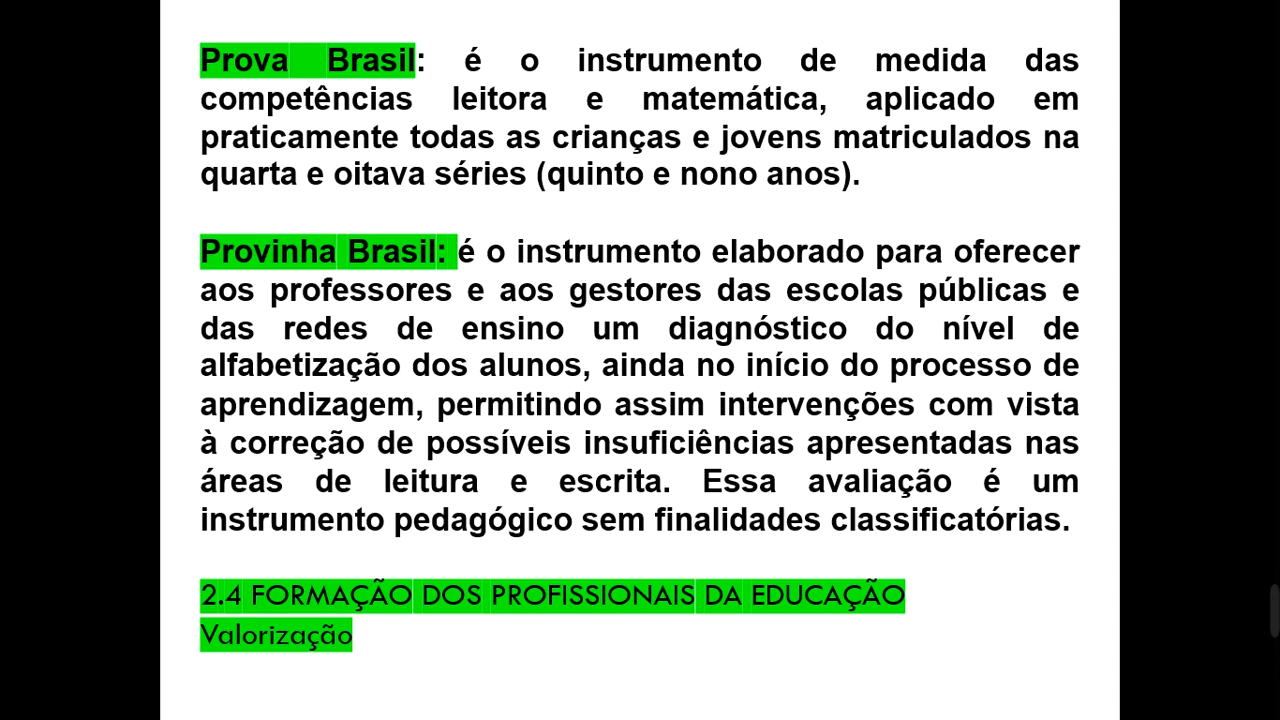 Prova Brasil: é o instrumento de medida das
competências leitora e matemática, aplicado em
praticamente todas as crianças e jovens matriculados na
quarta e oitava séries (quinto e nono anos).
Provinha Brasil: é o instrumento elaborado para oferecer
aos professores e aos gestores das escolas públicas e
das redes de ensino um diagnóstico do nível de
alfabetização dos alunos, ainda no início do processo de
aprendizagem, permitindo assim intervenções com vista
à correção de possíveis insuficiências apresentadas nas
áreas de leitura e escrita. Essa avaliação é um
instrumento pedagógico sem finalidades classificatórias.
2.4 FORMAÇÃO DOS PROFISSIONAIS DA EDUCAÇÃO
Valorização